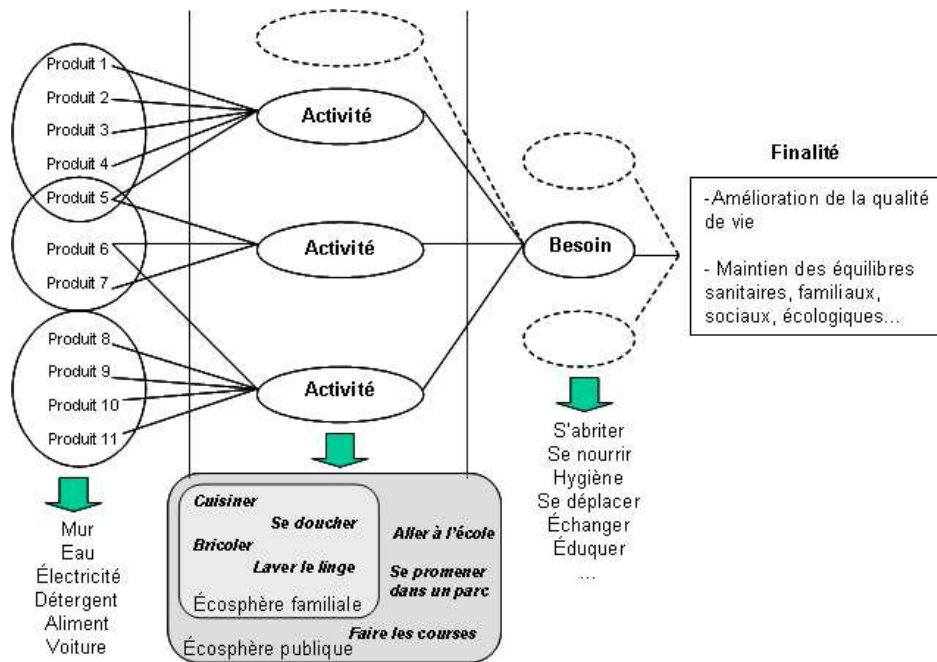 Produit 1
Produit 2
Produit 3
Produit 4
Produit 5
Produit 6
Produit 7
Produit 8
Produit 9
Produit 10
Produit 11
Mur
Eau
Électricité
Détergent
Aliment
Voiture
Activité
Activité
Activité
Cuisiner
Se doucher
Bricoler
Laver le linge
Écosphère familiale
Aller à l'école
Se promener
dans un parc
Faire les courses
Écosphère publique
Besoin
S'abriter
Se nourrir
Hygiène
Se déplacer
Échanger
Éduquer
...
Finalité
-Amélioration de la qualité
de vie
- Maintien des équilibres
sanitaires, familiaux,
sociaux, écologiques...